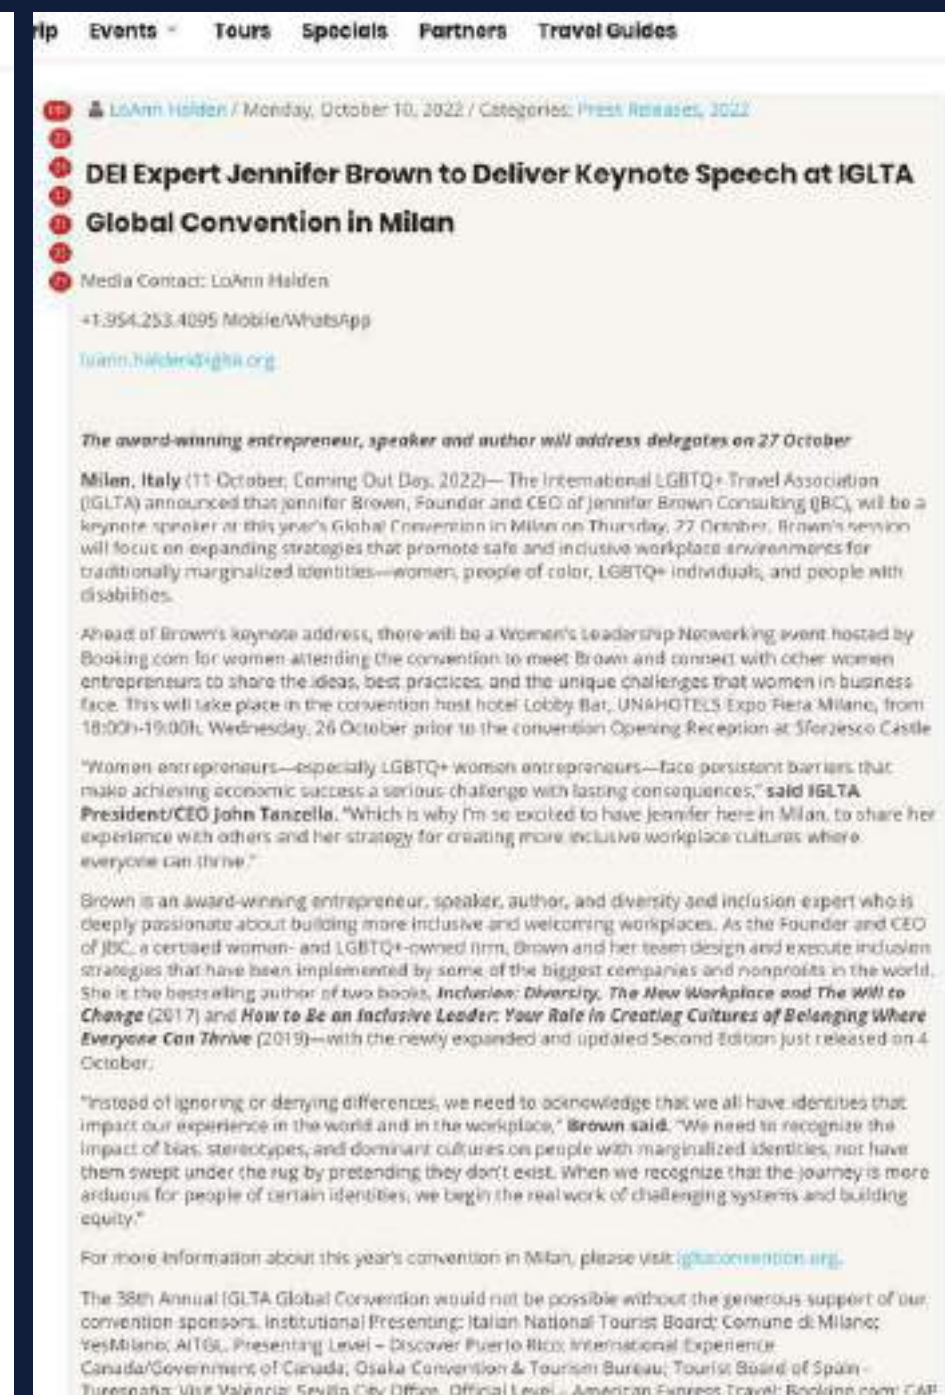 Events
Tours Specials Partners Travel Guides
LoAnn Halden / Monday, October 10, 2022 / Categories: Press Releases, 2022
DEI Expert Jennifer Brown to Deliver Keynote Speech at IGLTA
Global Convention in Milan
Media Contact: LoAnn Halden
+1.954.253.4095 Mobile/WhatsApp
loann.halden@iglta.org
The award-winning entrepreneur, speaker and author will address delegates on 27 October
Milan, Italy (11 October, Coming Out Day, 2022)— The International LGBTQ+ Travel Association
(IGLTA) announced that Jennifer Brown, Founder and CEO of Jennifer Brown Consulting (JBC), will be a
keynote speaker at this year's Global Convention in Milan on Thursday, 27 October. Brown's session
will focus on expanding strategies that promote safe and inclusive workplace environments for
traditionally marginalized identities—women, people of color, LGBTQ+ individuals, and people with
disabilities.
Ahead of Brown's keynote address, there will be a Women's Leadership Networking event hosted by
Booking.com for women attending the convention to meet Brown and connect with other women
entrepreneurs to share the ideas, best practices, and the unique challenges that women in business
face. This will take place in the convention host hotel Lobby Bar, UNAHOTELS Expo Fiera Milano, from
18:00h-19:00h, Wednesday, 26 October prior to the convention Opening Reception at Sforzesco Castle
"Women entrepreneurs—especially LGBTQ+ women entrepreneurs—face persistent barriers that
make achieving economic success a serious challenge with lasting consequences," said IGLTA
President/CEO John Tanzella. "Which is why I'm so excited to have Jennifer here in Milan, to share her
experience with others and her strategy for creating more inclusive workplace cultures where
everyone can thrive."
Brown is an award-winning entrepreneur, speaker, author, and diversity and inclusion expert who is
deeply passionate about building more inclusive and welcoming workplaces. As the Founder and CEO
of JBC, a certified woman- and LGBTQ+-owned firm, Brown and her team design and execute inclusion
strategies that have been implemented by some of the biggest companies and nonprofits in the world.
She is the bestselling author of two books, Inclusion: Diversity, The New Workplace and The Will to
Change (2017) and How to Be an Inclusive Leader: Your Role in Creating Cultures of Belonging Where
Everyone Can Thrive (2019)—with the newly expanded and updated Second Edition just released on 4
October.
"Instead of ignoring or denying differences, we need to acknowledge that we all have identities that
impact our experience in the world and in the workplace," Brown said. "We need to recognize the
impact of bias, stereotypes, and dominant cultures on people with marginalized identities, not have
them swept under the rug by pretending they don't exist. When we recognize that the journey is more
arduous for people of certain identities, we begin the real work of challenging systems and building
equity."
For more information about this year's convention in Milan, please visit igltaconvention.org.
The 38th Annual IGLTA Global Convention would not be possible without the generous support of our
convention sponsors. Institutional Presenting: Italian National Tourist Board; Comune di Milano;
YesMilano; AITGL. Presenting Level – Discover Puerto Rico; International Experience
Canada/Government of Canada; Osaka Convention & Tourism Bureau; Tourist Board of Spain -
Turespaña; Visit Valencia; Sevilla City Office. Official Level – American Express Travel; Booking.com;